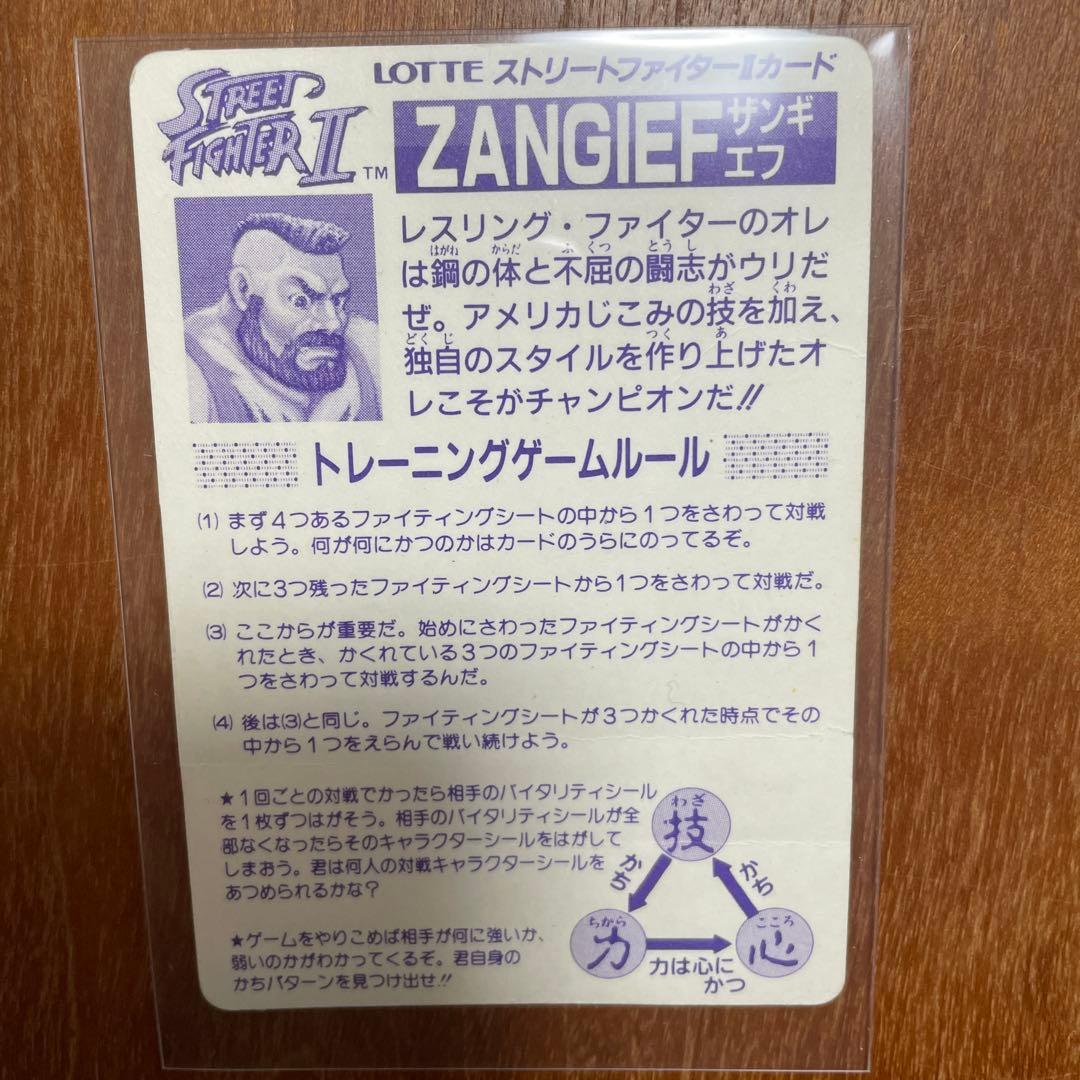 LOTTE ストリートファイターIIカード
STREET FIGHTER II TM
ZANGIEF ザンギエフ
レスリング・ファイターのオレ
は鋼の体と不屈の闘志がウリだ
ぜ。アメリカじこみの技を加え、
独自のスタイルを作り上げたオ
レこそがチャンピオンだ!!
トレーニングゲームルール
(1) まず4つあるファイティングシートの中から1つをさわって対戦
しよう。何が何にかつのかはカードのうらにのってるぞ。
(2) 次に3つ残ったファイティングシートから1つをさわって対戦だ。
(3) ここからが重要だ。始めにさわったファイティングシートがかく
れたとき、かくれている3つのファイティングシートの中から1
つをさわって対戦するんだ。
(4) 後は(3)と同じ。ファイティングシートが3つかくれた時点でその
中から1つをえらんで戦い続けよう。
★1回ごとの対戦でかったら相手のバイタリティシール
を1枚ずつはがそう。相手のバイタリティシールが全
部なくなったらそのキャラクターシールをはがして
しまおう。君は何人の対戦キャラクターシールを
あつめられるかな?
★ゲームをやりこめば相手が何に強いか、
弱いのかがわかってくるぞ。君自身の
かちパターンを見つけ出せ!!
わざ
技
かち
かち
ちから
力
こころ
心
力は心に
かつ